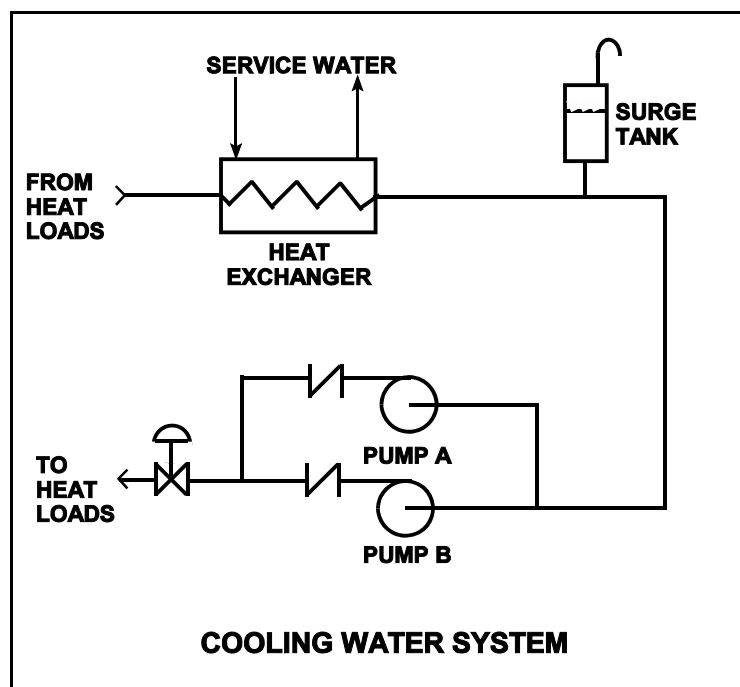 SERVICE WATER
SURGE
TANK
FROM
HEAT
LOADS
HEAT
EXCHANGER
PUMP A
TO
HEAT
LOADS
PUMP B
COOLING WATER SYSTEM